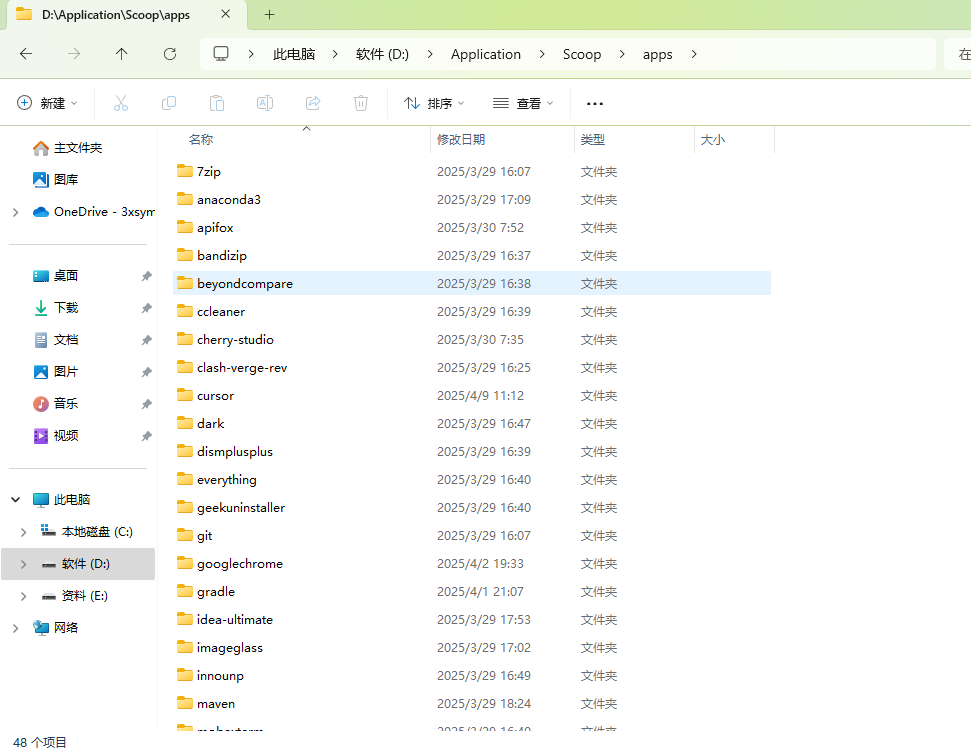 D:\Application\Scoop\apps
此电脑 软件 (D:) Application Scoop apps 在
新建 排序 查看
主文件夹
图库
OneDrive - 3xsym
桌面
下载
文档
图片
音乐
视频
此电脑
本地磁盘 (C:)
软件 (D:)
资料 (E:)
网络
名称 修改日期 类型 大小
7zip 2025/3/29 16:07 文件夹
anaconda3 2025/3/29 17:09 文件夹
apifox 2025/3/30 7:52 文件夹
bandizip 2025/3/29 16:37 文件夹
beyondcompare 2025/3/29 16:38 文件夹
ccleaner 2025/3/29 16:39 文件夹
cherry-studio 2025/3/30 7:35 文件夹
clash-verge-rev 2025/3/29 16:25 文件夹
cursor 2025/4/9 11:12 文件夹
dark 2025/3/29 16:47 文件夹
dismplusplus 2025/3/29 16:39 文件夹
everything 2025/3/29 16:40 文件夹
geekuninstaller 2025/3/29 16:40 文件夹
git 2025/3/29 16:07 文件夹
googlechrome 2025/4/2 19:33 文件夹
gradle 2025/4/1 21:07 文件夹
idea-ultimate 2025/3/29 17:53 文件夹
imageglass 2025/3/29 17:02 文件夹
innounp 2025/3/29 16:49 文件夹
maven 2025/3/29 18:24 文件夹
48 个项目